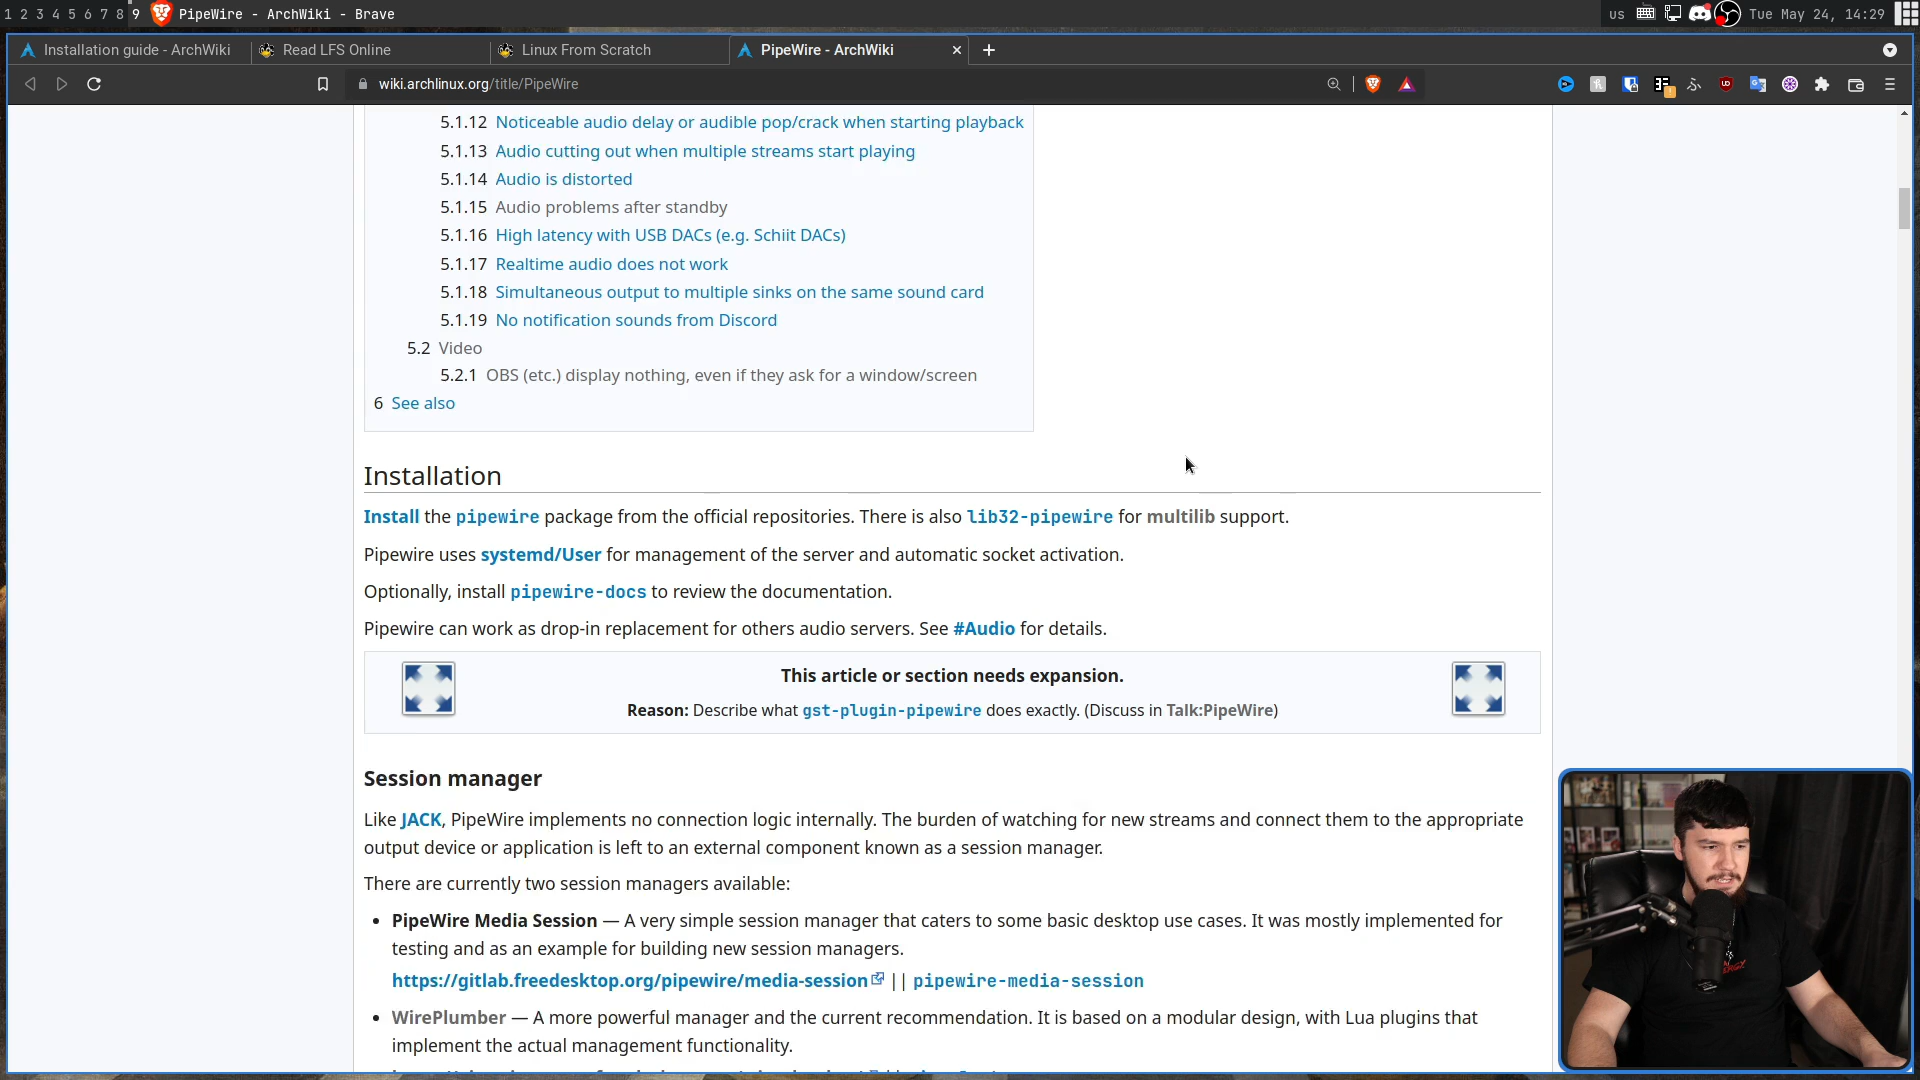 1 2 3 4 5 6 7 8 9 PipeWire - ArchWiki - Brave
us Tue May 24, 14:29
Installation guide - ArchWiki
Read LFS Online
Linux From Scratch
PipeWire - ArchWiki
wiki.archlinux.org/title/PipeWire
5.1.12 Noticeable audio delay or audible pop/crack when starting playback
5.1.13 Audio cutting out when multiple streams start playing
5.1.14 Audio is distorted
5.1.15 Audio problems after standby
5.1.16 High latency with USB DACs (e.g. Schiit DACs)
5.1.17 Realtime audio does not work
5.1.18 Simultaneous output to multiple sinks on the same sound card
5.1.19 No notification sounds from Discord
5.2 Video
5.2.1 OBS (etc.) display nothing, even if they ask for a window/screen
6 See also
Installation
Install the pipewire package from the official repositories. There is also lib32-pipewire for multilib support.
Pipewire uses systemd/User for management of the server and automatic socket activation.
Optionally, install pipewire-docs to review the documentation.
Pipewire can work as drop-in replacement for others audio servers. See #Audio for details.
This article or section needs expansion.
Reason: Describe what gst-plugin-pipewire does exactly. (Discuss in Talk:PipeWire)
Session manager
Like JACK, PipeWire implements no connection logic internally. The burden of watching for new streams and connect them to the appropriate
output device or application is left to an external component known as a session manager.
There are currently two session managers available:
• PipeWire Media Session — A very simple session manager that caters to some basic desktop use cases. It was mostly implemented for
testing and as an example for building new session managers.
https://gitlab.freedesktop.org/pipewire/media-session || pipewire-media-session
• WirePlumber — A more powerful manager and the current recommendation. It is based on a modular design, with Lua plugins that
implement the actual management functionality.